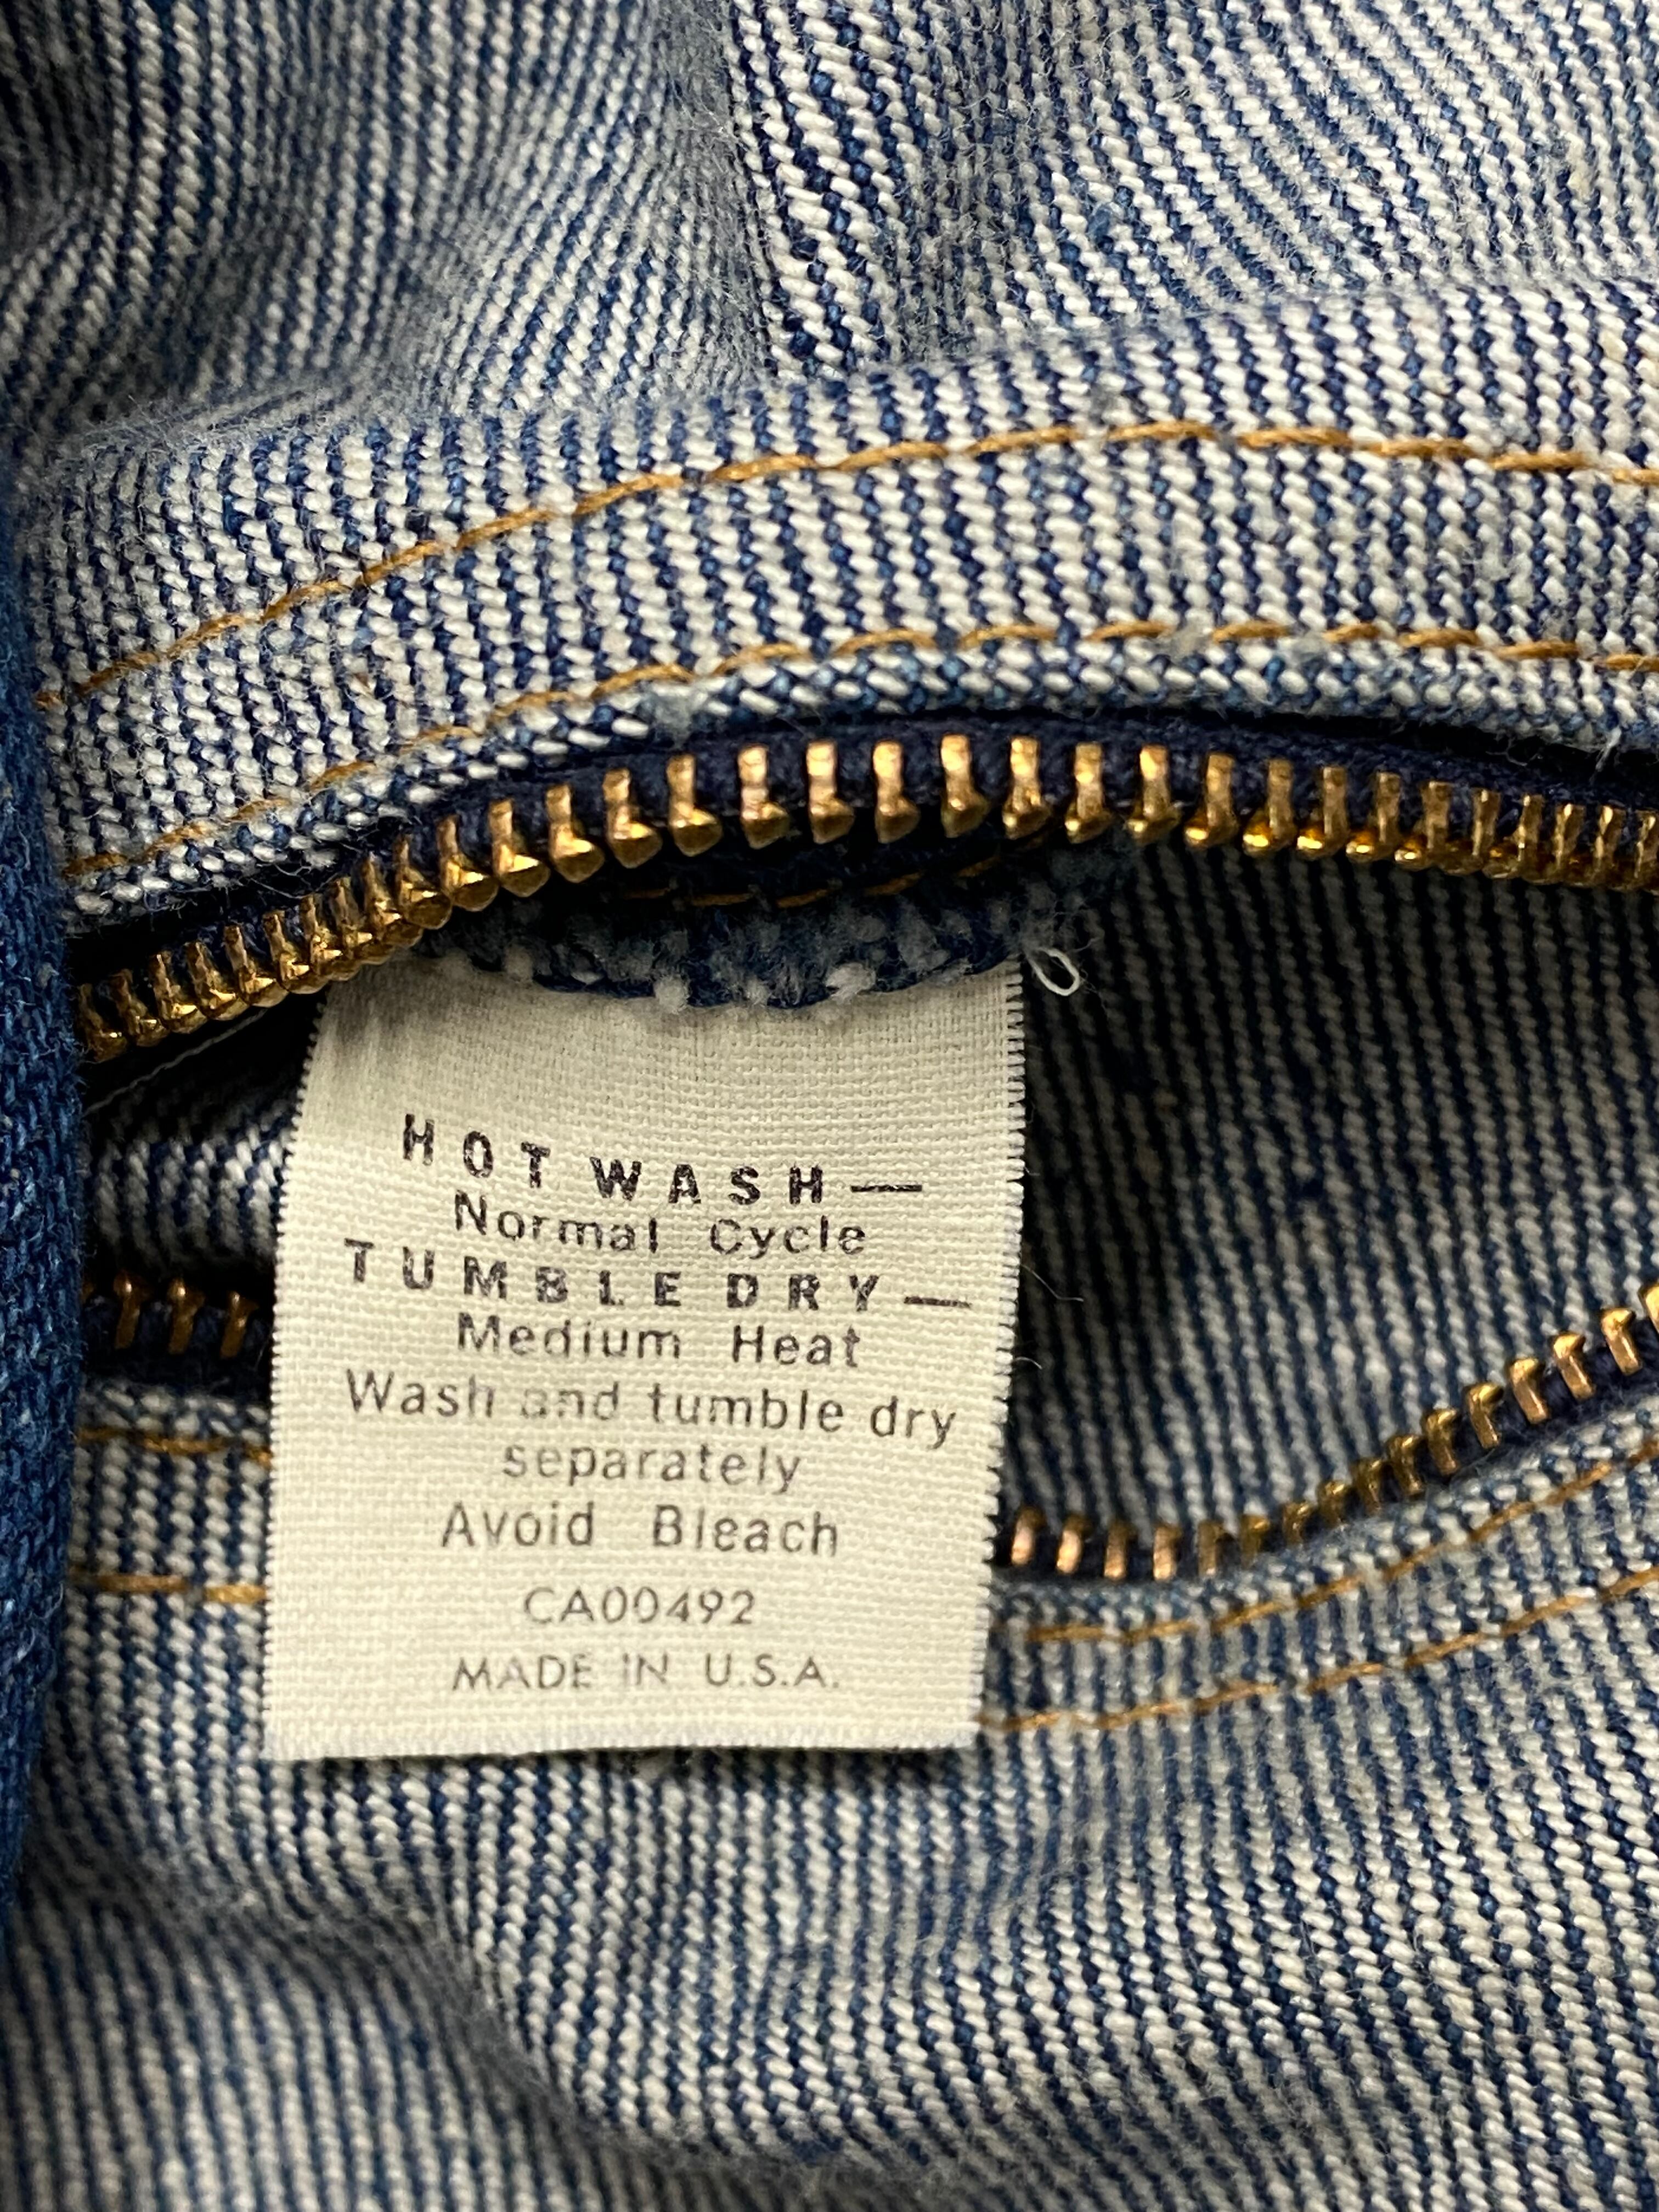 HOT WASH—
Normal Cycle
TUMBLE DRY—
Medium Heat
Wash and tumble dry
separately
Avoid Bleach
CA00492
MADE IN U.S.A.